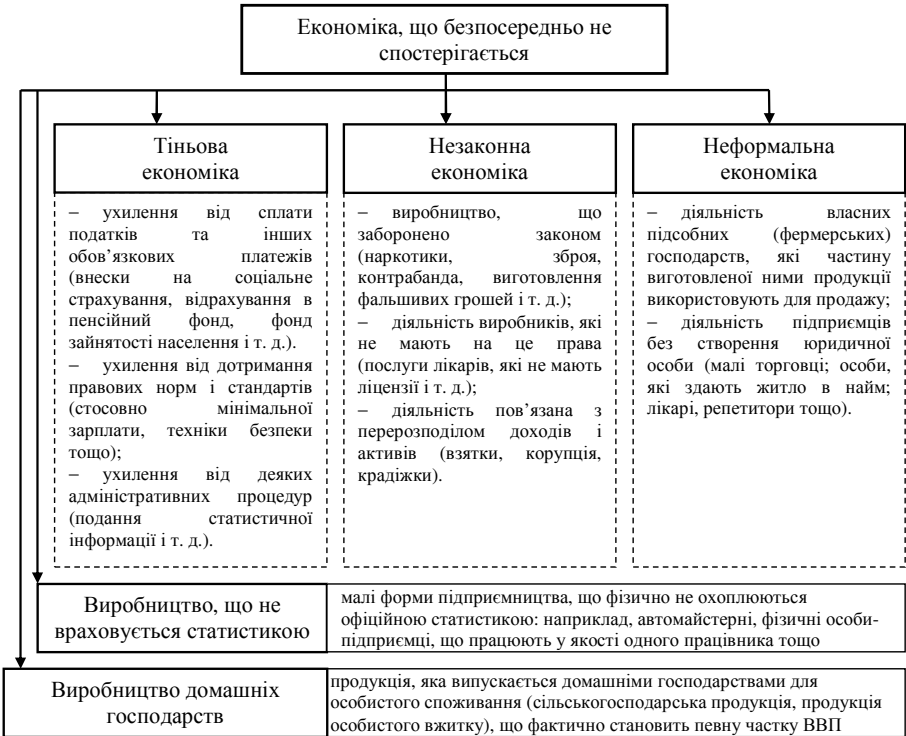 Економіка, що безпосередньо не
спостерігається
Тіньова
економіка
– ухилення від сплати
податків та інших
обов’язкових платежів
(внески на соціальне
страхування, відрахування в
пенсійний фонд, фонд
зайнятості населення і т. д.).
– ухилення від дотримання
правових норм і стандартів
(стосовно мінімальної
зарплати, техніки безпеки
тощо);
– ухилення від деяких
адміністративних процедур
(подання статистичної
інформації і т. д.).
Незаконна
економіка
– виробництво, що
заборонено законом
(наркотики, зброя,
контрабанда, виготовлення
фальшивих грошей і т. д.);
– діяльність виробників, які
не мають на це права
(послуги лікарів, які не мають
ліцензії і т. д.);
– діяльність пов’язана з
перерозподілом доходів і
активів (взятки, корупція,
крадіжки).
Неформальна
економіка
– діяльність власних
підсобних (фермерських)
господарств, які частину
виготовленої ними продукції
використовують для продажу;
– діяльність підприємців
без створення юридичної
особи (малі торговці; особи,
які здають житло в найм;
лікарі, репетитори тощо).
Виробництво, що не
враховується статистикою
малі форми підприємництва, що фізично не охоплюються
офіційною статистикою: наприклад, автомайстерні, фізичні особи-
підприємці, що працюють у якості одного працівника тощо
Виробництво домашніх
господарств
продукція, яка випускається домашніми господарствами для
особистого споживання (сільськогосподарська продукція, продукція
особистого вжитку), що фактично становить певну частку ВВП